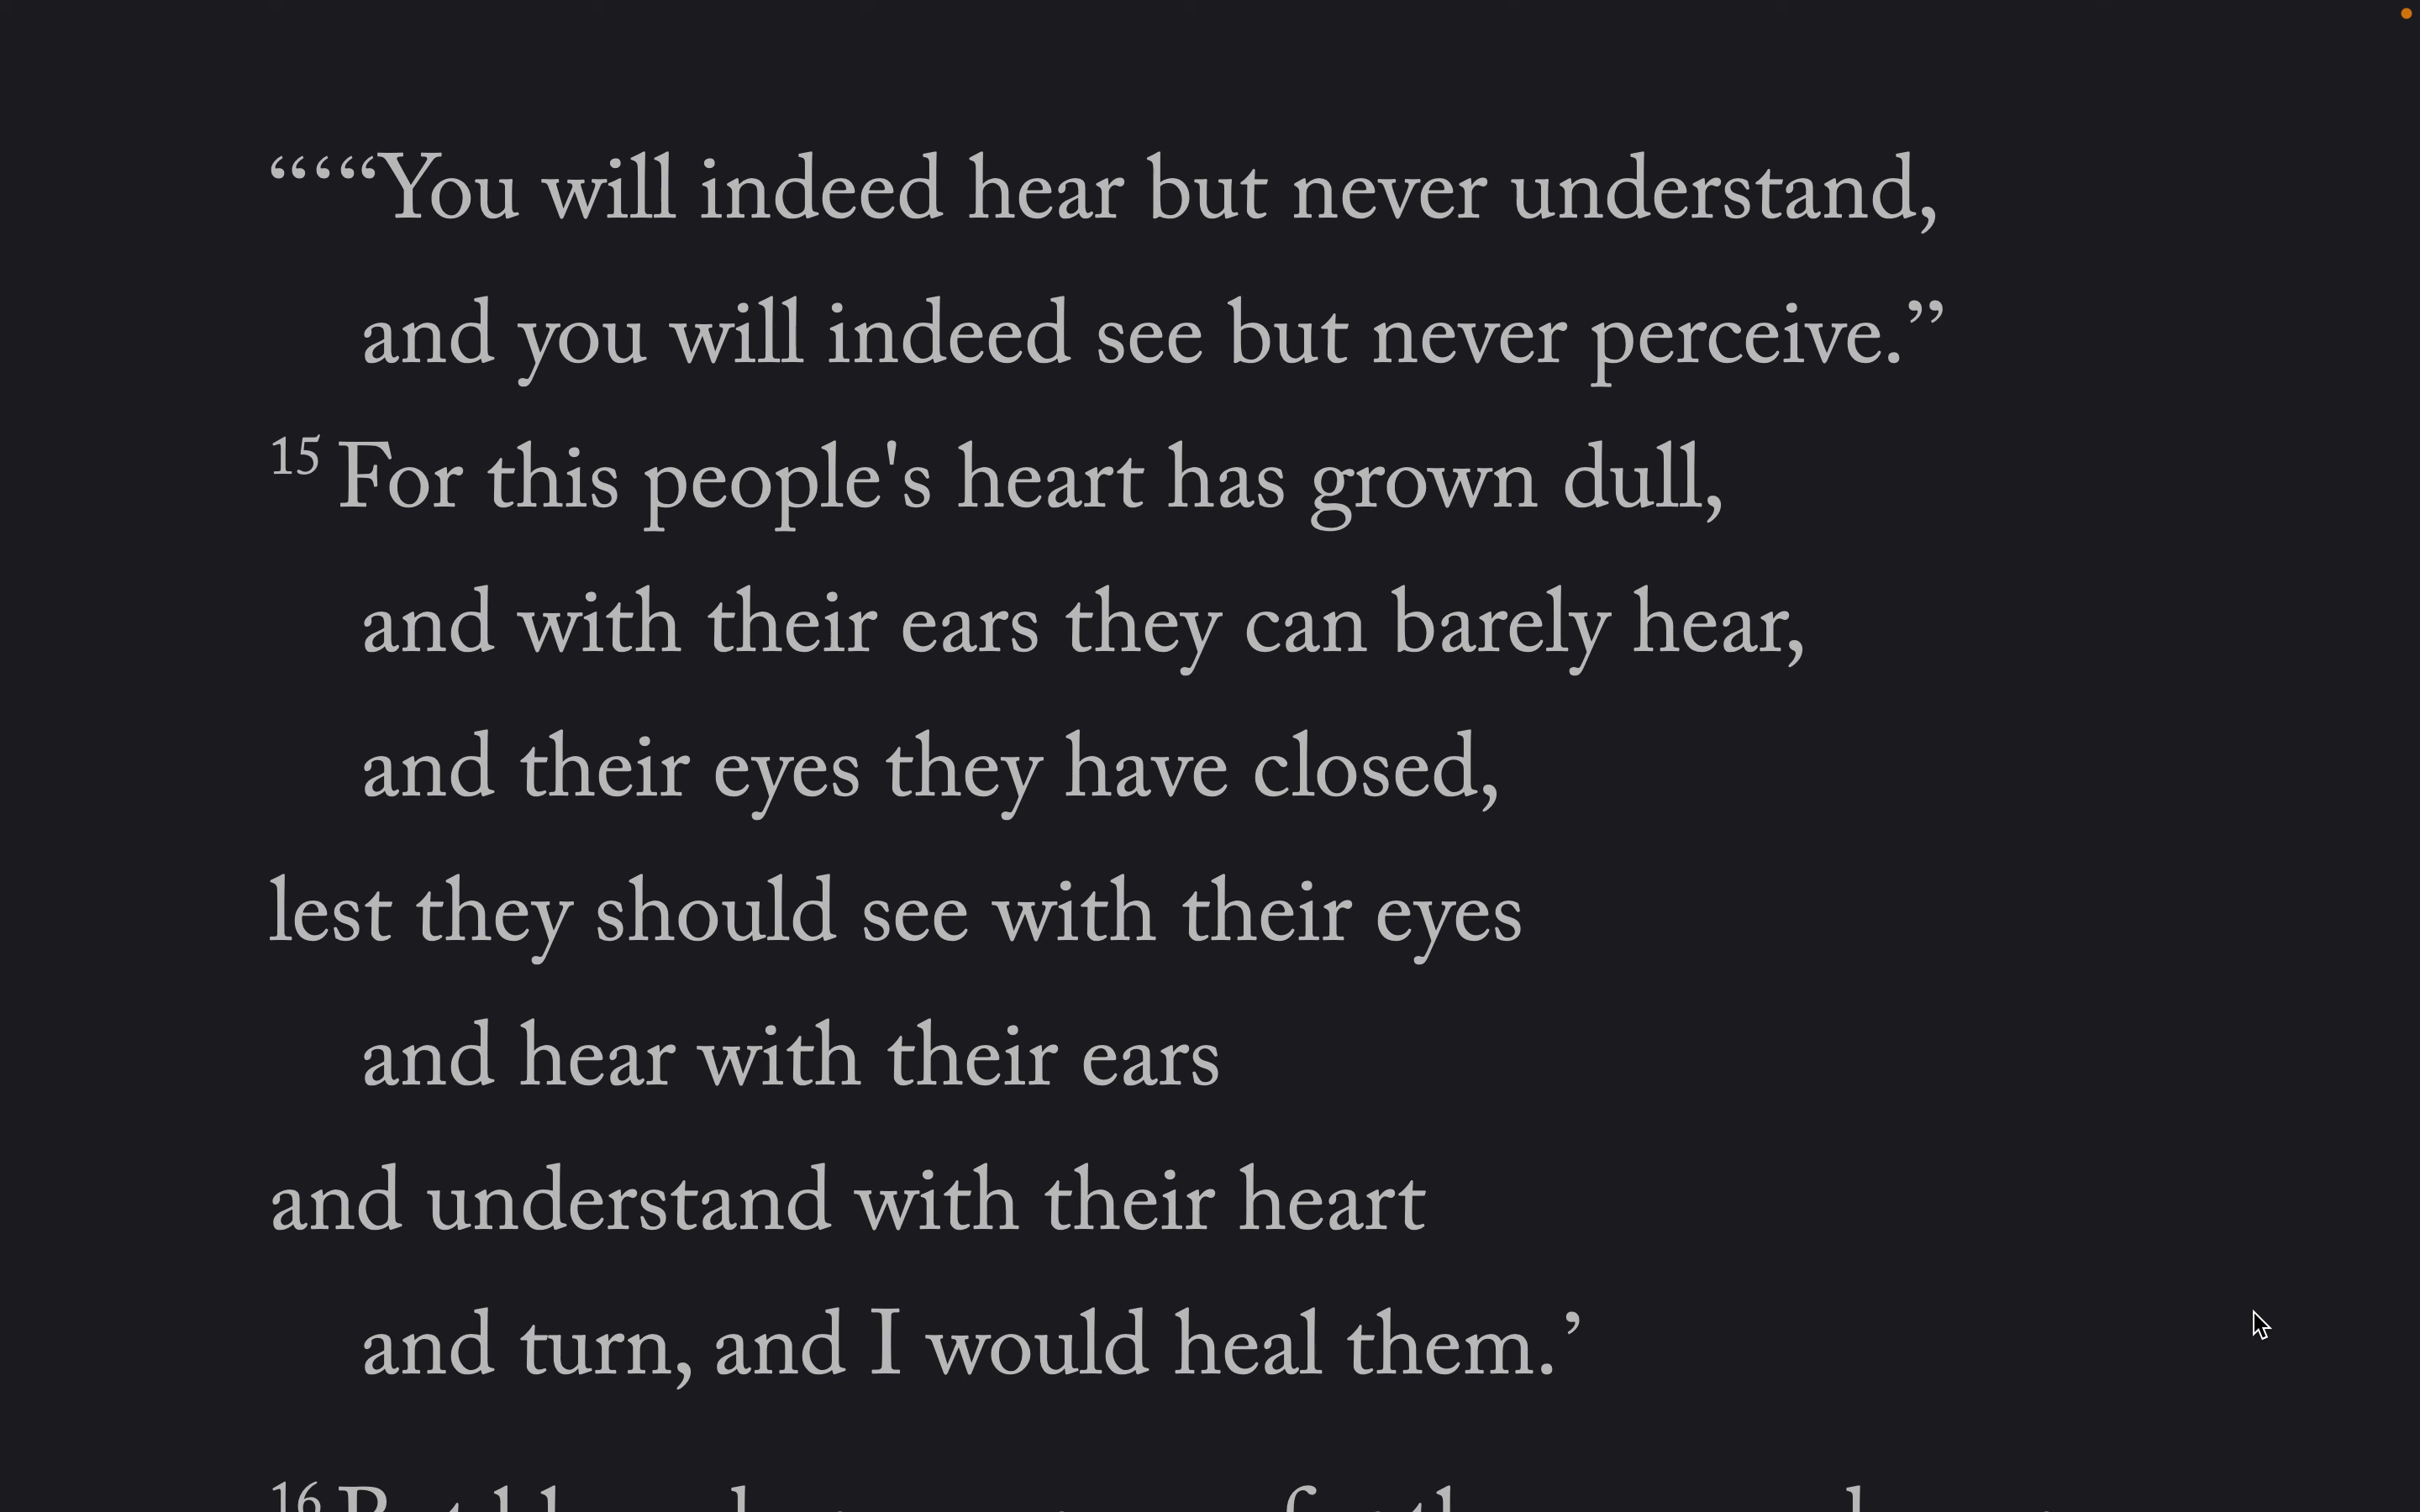 “‘“You will indeed hear but never understand,
and you will indeed see but never perceive.”
15 For this people's heart has grown dull,
and with their ears they can barely hear,
and their eyes they have closed,
lest they should see with their eyes
and hear with their ears
and understand with their heart
and turn, and I would heal them.’